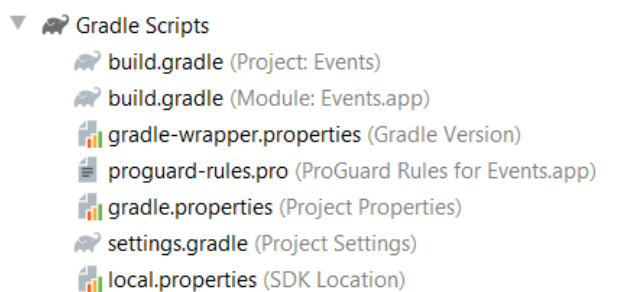 Gradle Scripts
build.gradle (Project: Events)
build.gradle (Module: Events.app)
gradle-wrapper.properties (Gradle Version)
proguard-rules.pro (ProGuard Rules for Events.app)
gradle.properties (Project Properties)
settings.gradle (Project Settings)
local.properties (SDK Location)